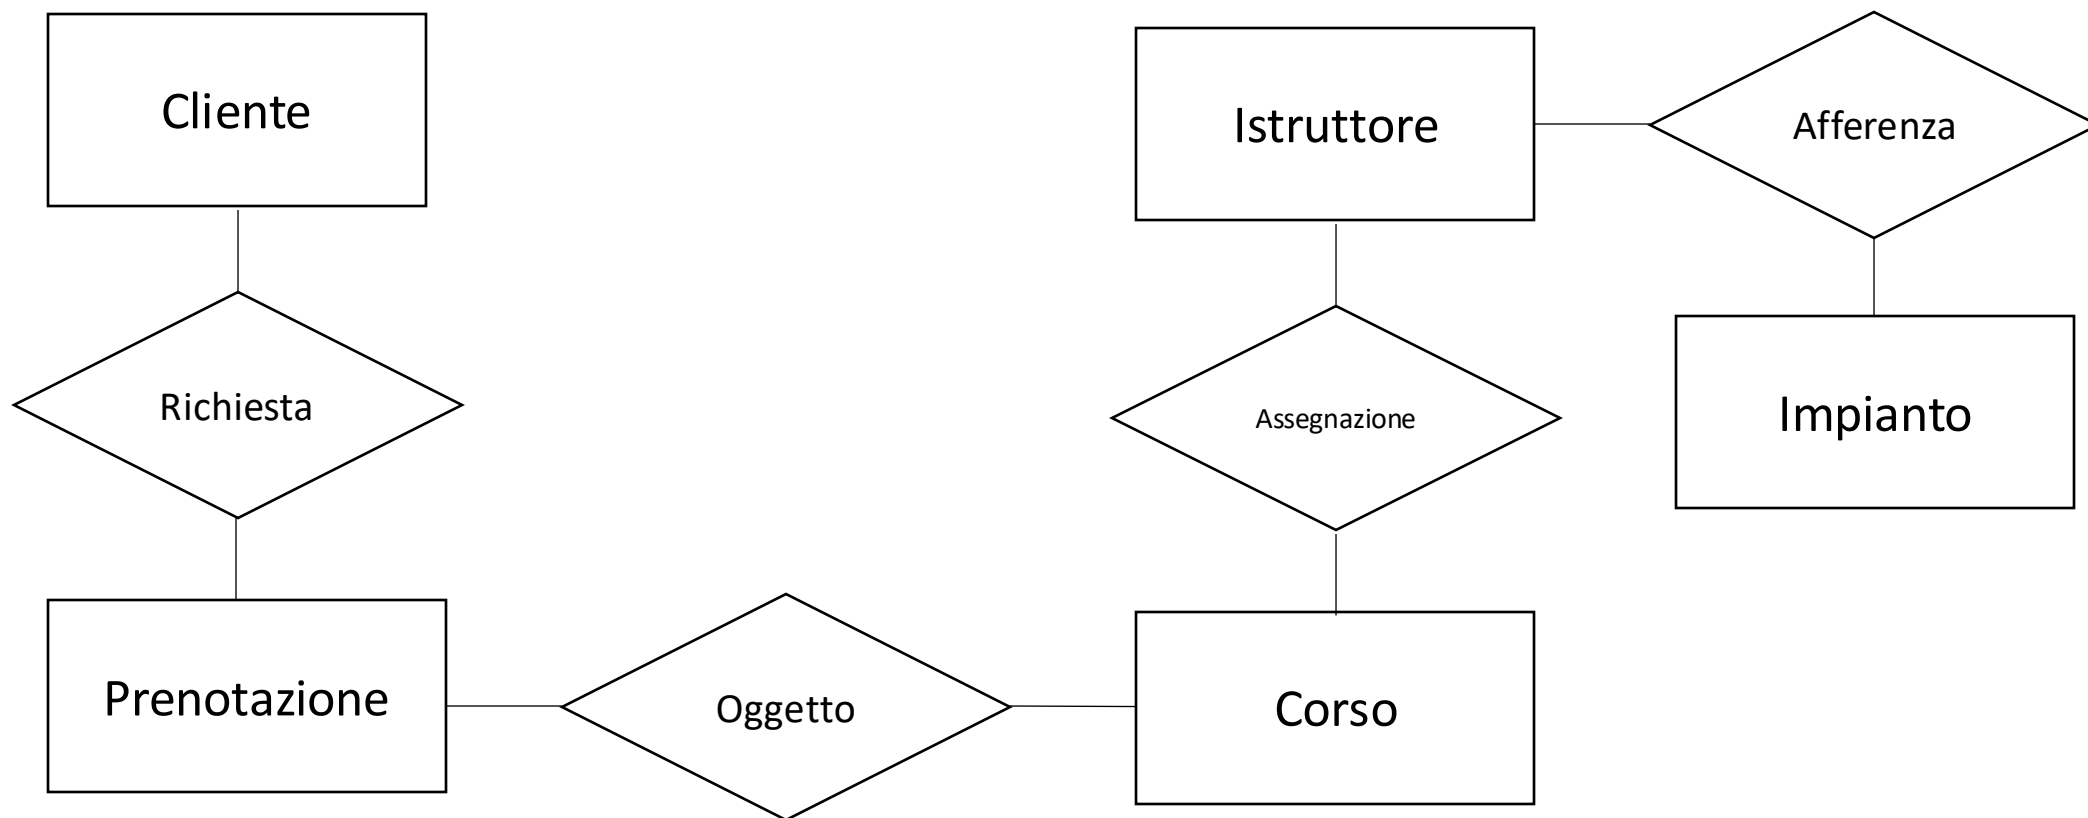 Cliente
Istruttore
Afferenza
Richiesta
Assegnazione
Impianto
Prenotazione
Oggetto
Corso